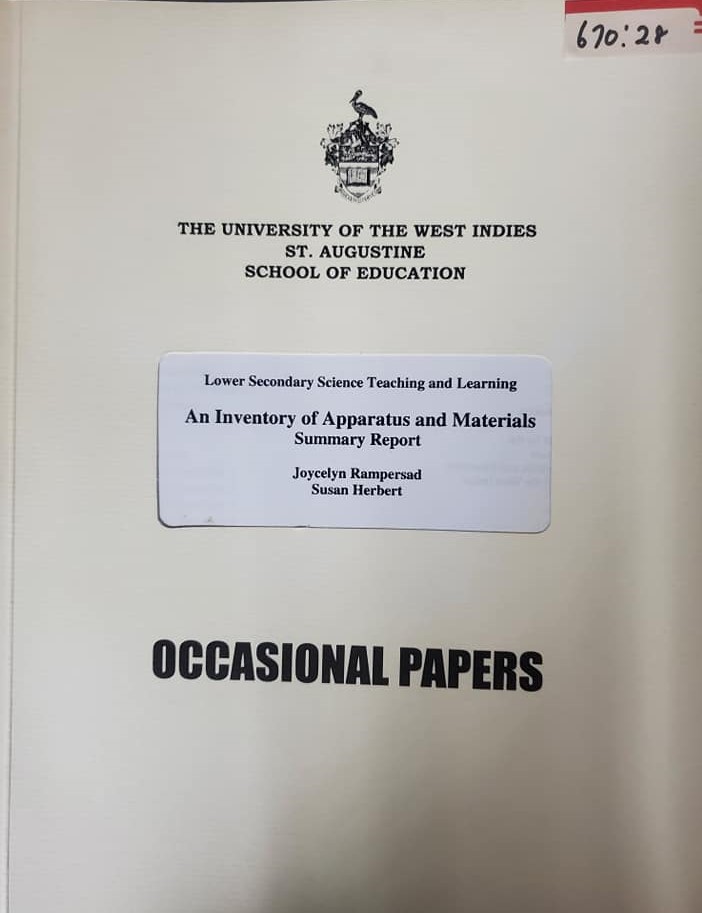 670:28
THE UNIVERSITY OF THE WEST INDIES
ST. AUGUSTINE
SCHOOL OF EDUCATION
Lower Secondary Science Teaching and Learning
An Inventory of Apparatus and Materials
Summary Report
Joycelyn Rampersad
Susan Herbert
OCCASIONAL PAPERS